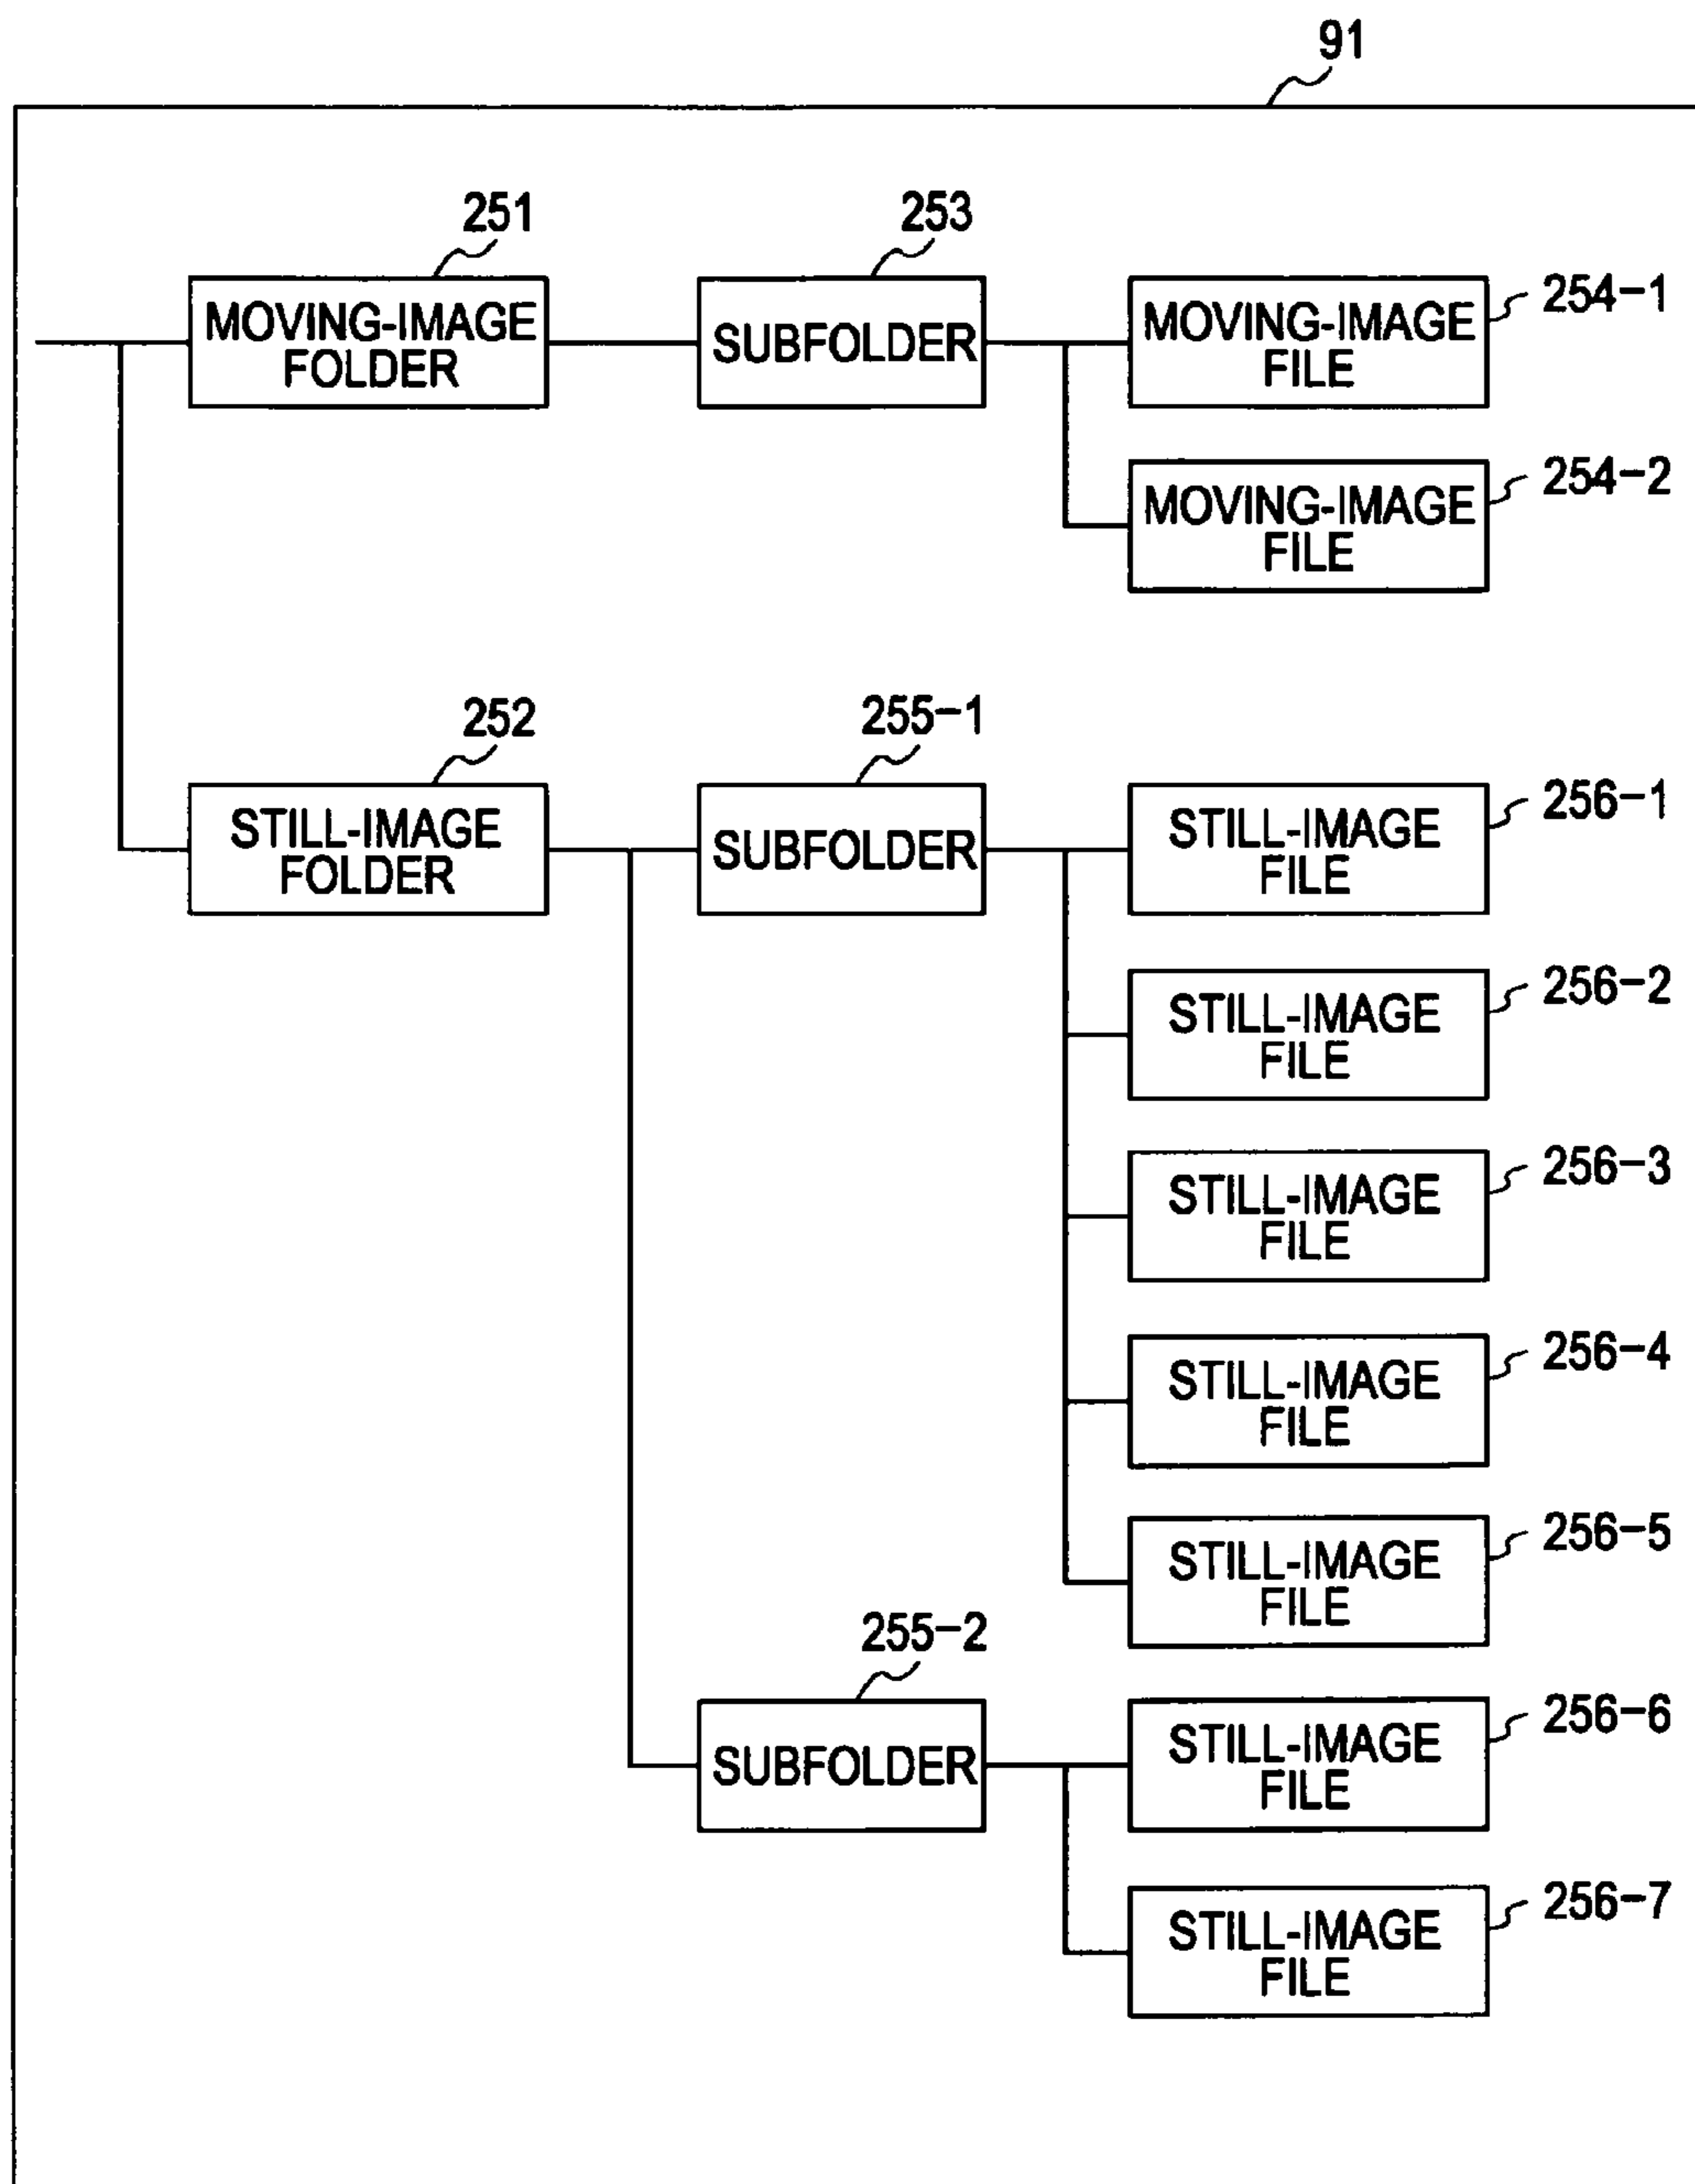 91
251
253
MOVING-IMAGE
FOLDER
SUBFOLDER
MOVING-IMAGE
FILE
254-1
MOVING-IMAGE
FILE
254-2
252
255-1
STILL-IMAGE
FOLDER
SUBFOLDER
STILL-IMAGE
FILE
256-1
STILL-IMAGE
FILE
256-2
STILL-IMAGE
FILE
256-3
STILL-IMAGE
FILE
256-4
STILL-IMAGE
FILE
256-5
255-2
SUBFOLDER
STILL-IMAGE
FILE
256-6
STILL-IMAGE
FILE
256-7